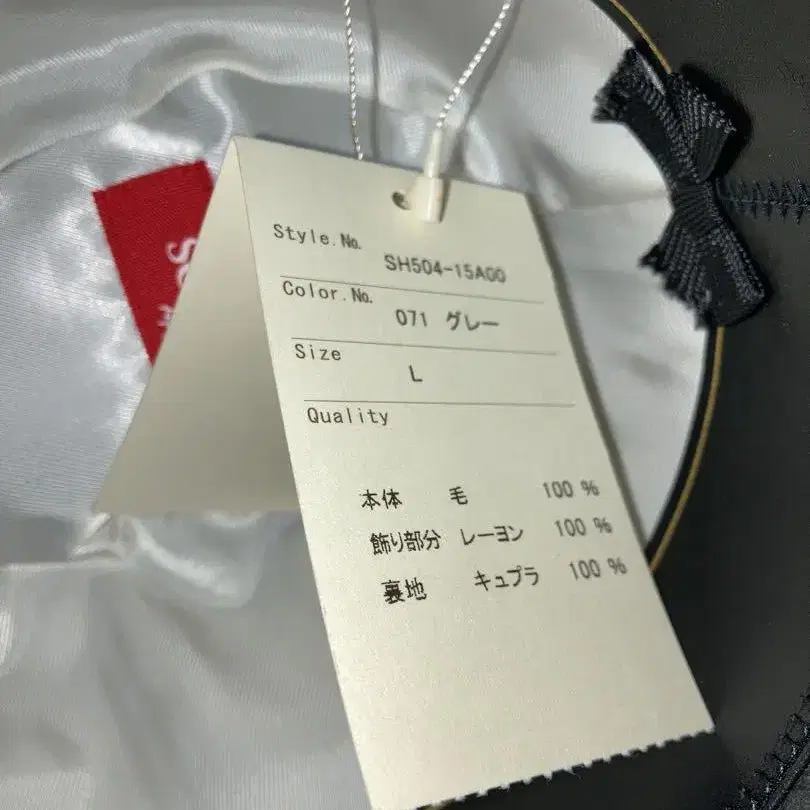 Style.No.
SH504-15A00
Color.No.
071 グレー
Size
L
Quality
本体 毛 100 %
飾り部分 レーヨン 100 %
裏地 キュプラ 100 %